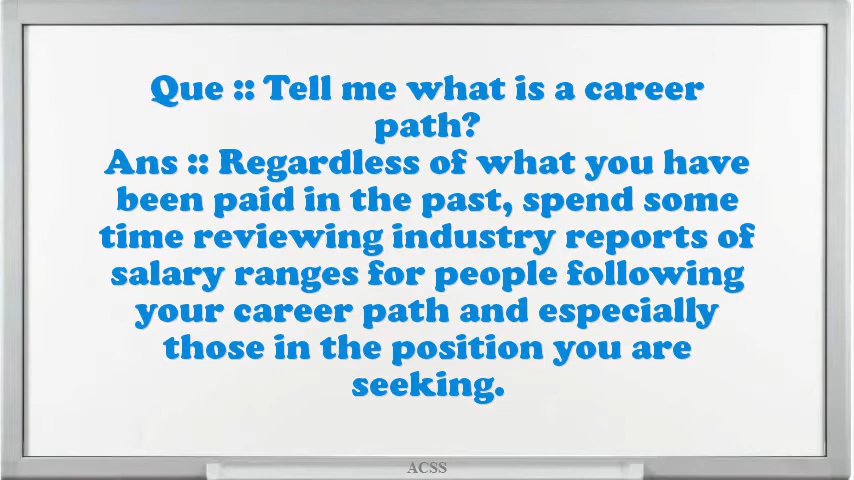 Que :: Tell me what is a career
path?
Ans :: Regardless of what you have
been paid in the past, spend some
time reviewing industry reports of
salary ranges for people following
your career path and especially
those in the position you are
seeking.
ACSS